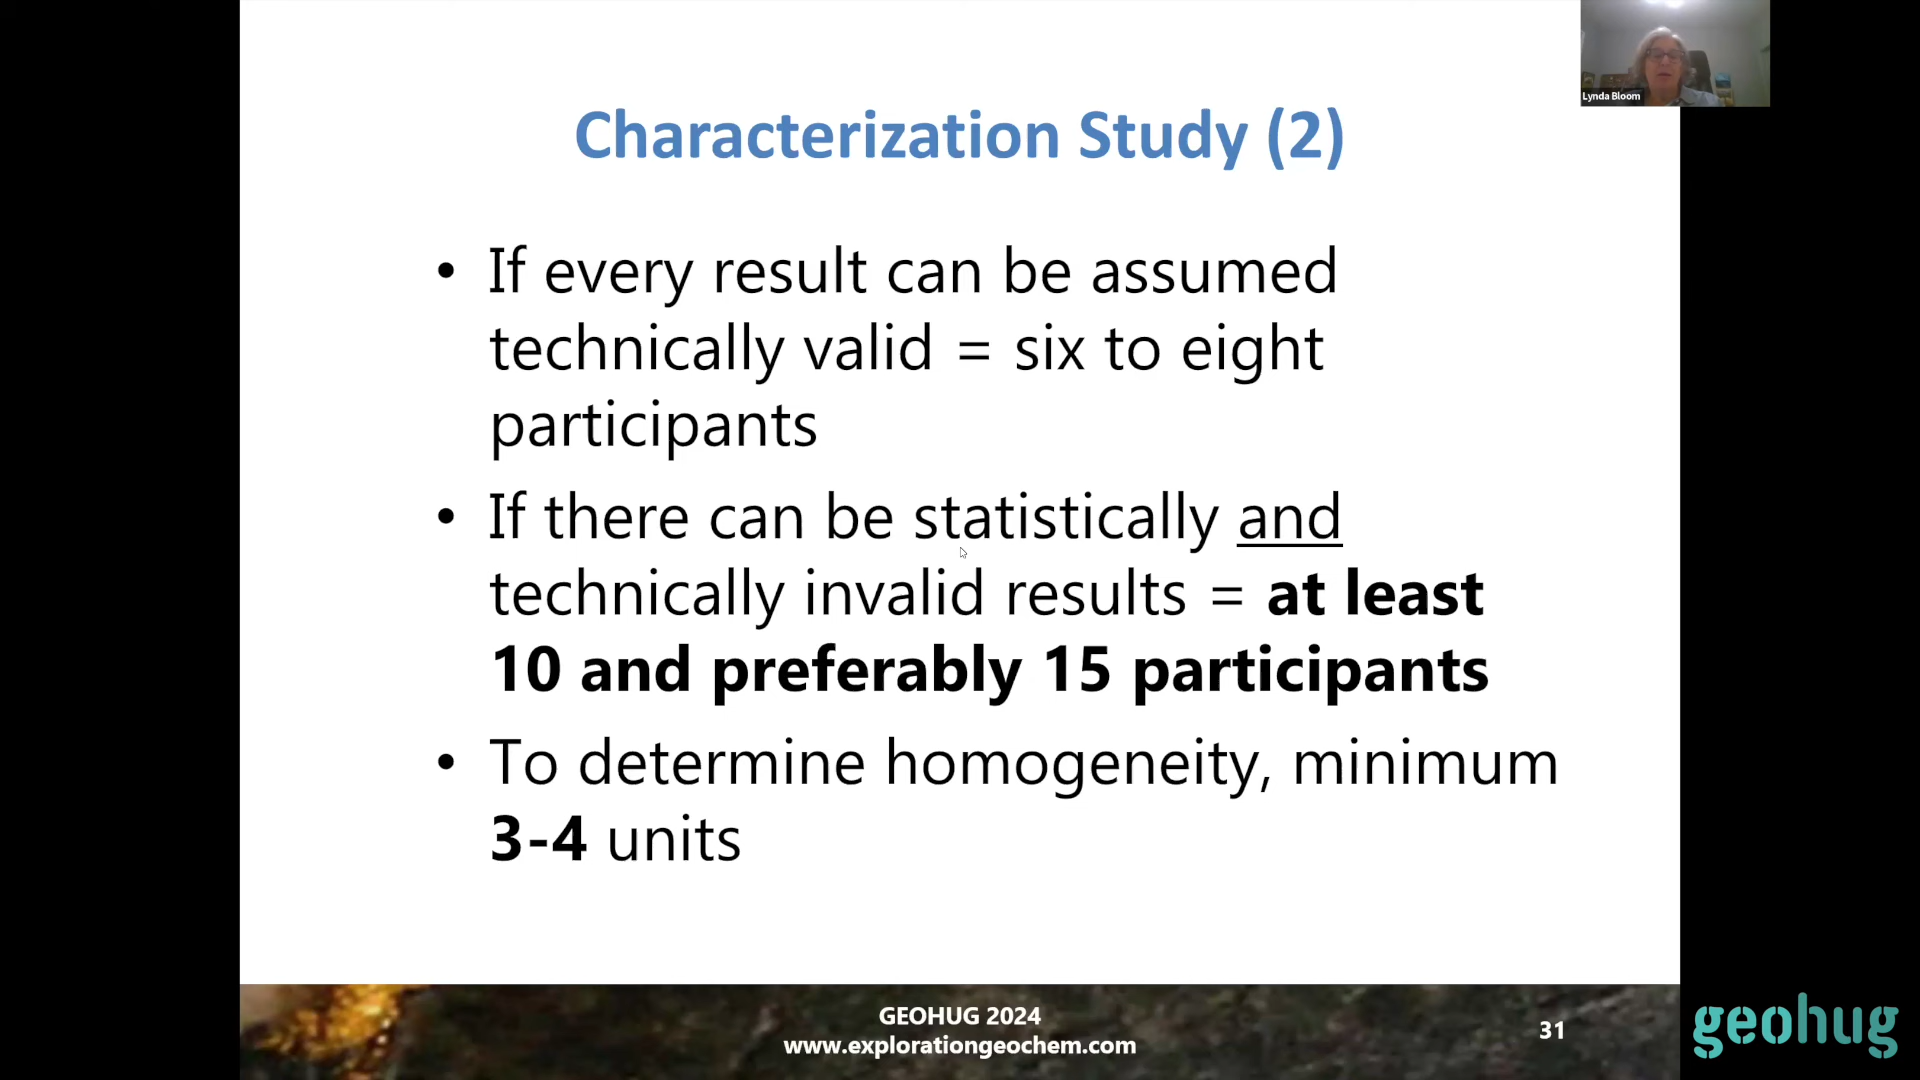 Lynda Bloom
Characterization Study (2)
• If every result can be assumed
technically valid = six to eight
participants
• If there can be statistically and
technically invalid results = at least
10 and preferably 15 participants
• To determine homogeneity, minimum
3-4 units
GEOHUG 2024
www.explorationgeochem.com
31
geohug